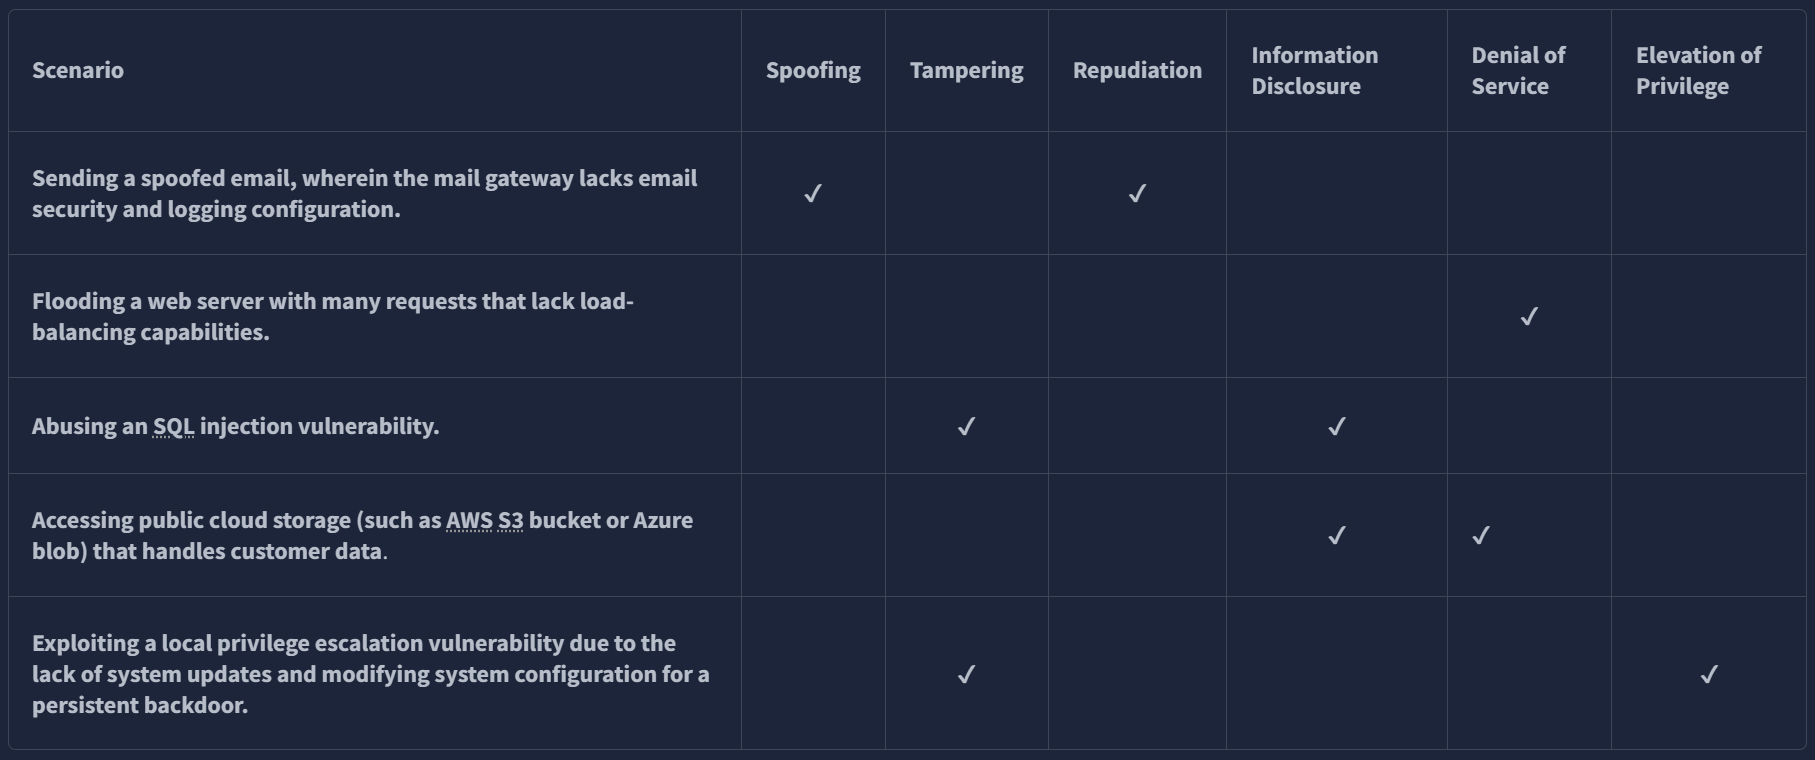 Scenario
Spoofing
Tampering
Repudiation
Information
Disclosure
Denial of
Service
Elevation of
Privilege
Sending a spoofed email, wherein the mail gateway lacks email
security and logging configuration.
✓ ✓
Flooding a web server with many requests that lack load-
balancing capabilities.
✓
Abusing an SQL injection vulnerability.
✓ ✓
Accessing public cloud storage (such as AWS S3 bucket or Azure
blob) that handles customer data.
✓ ✓
Exploiting a local privilege escalation vulnerability due to the
lack of system updates and modifying system configuration for a
persistent backdoor.
✓ ✓